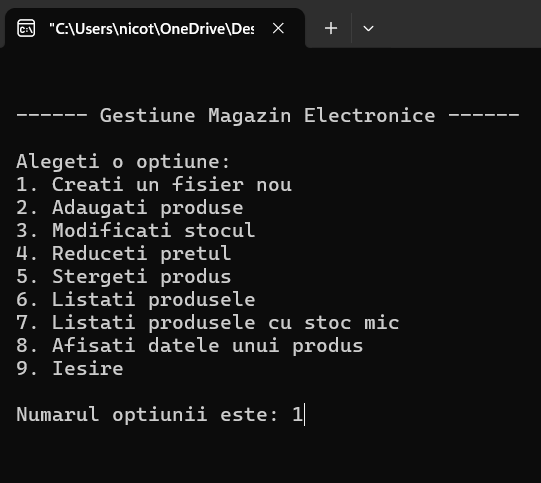 "C:\Users\nicot\OneDrive\Des
------ Gestiune Magazin Electronice ------
Alegeti o optiune:
1. Creati un fisier nou
2. Adaugati produse
3. Modificati stocul
4. Reduceti pretul
5. Stergeti produs
6. Listati produsele
7. Listati produsele cu stoc mic
8. Afisati datele unui produs
9. Iesire
Numarul optiunii este: 1